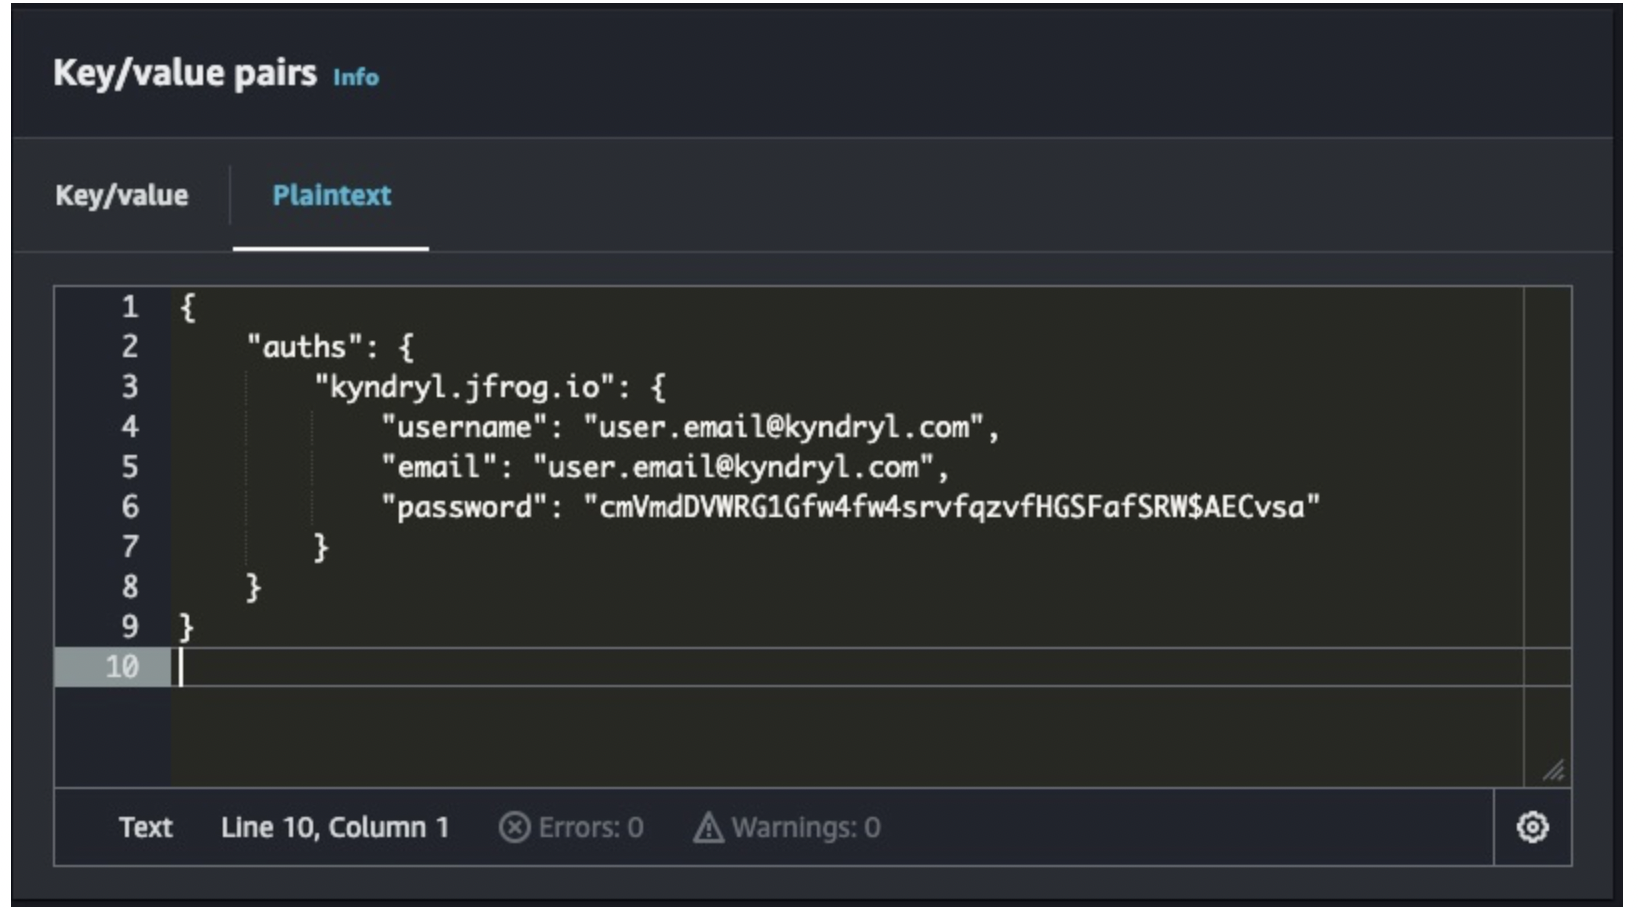 Key/value pairs Info
Key/value Plaintext
1 {
2 "auths": {
3 "kyndryl.jfrog.io": {
4 "username": "user.email@kyndryl.com",
5 "email": "user.email@kyndryl.com",
6 "password": "cmVmdDVWRG1Gfw4fw4srvfqzvfHGSFafSRW$AECvsa"
7 }
8 }
9 }
10
Text Line 10, Column 1 Errors: 0 Warnings: 0